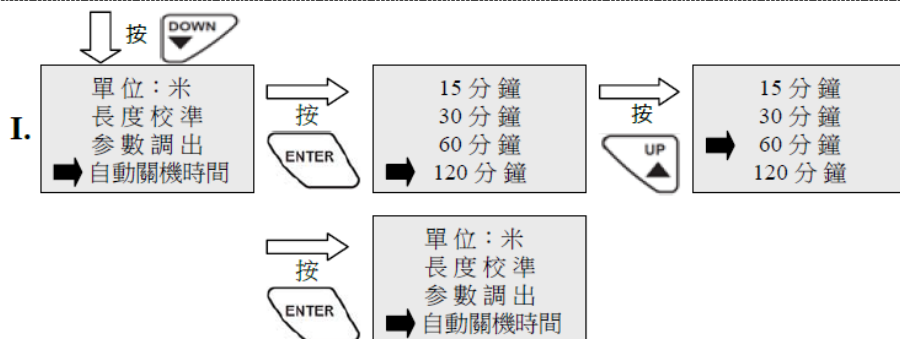 按 DOWN
I.
單位：米
長度校準
參數調出
自動關機時間
按
ENTER
15 分鐘
30 分鐘
60 分鐘
120 分鐘
按
UP
15 分鐘
30 分鐘
60 分鐘
120 分鐘
按
ENTER
單位：米
長度校準
參數調出
自動關機時間